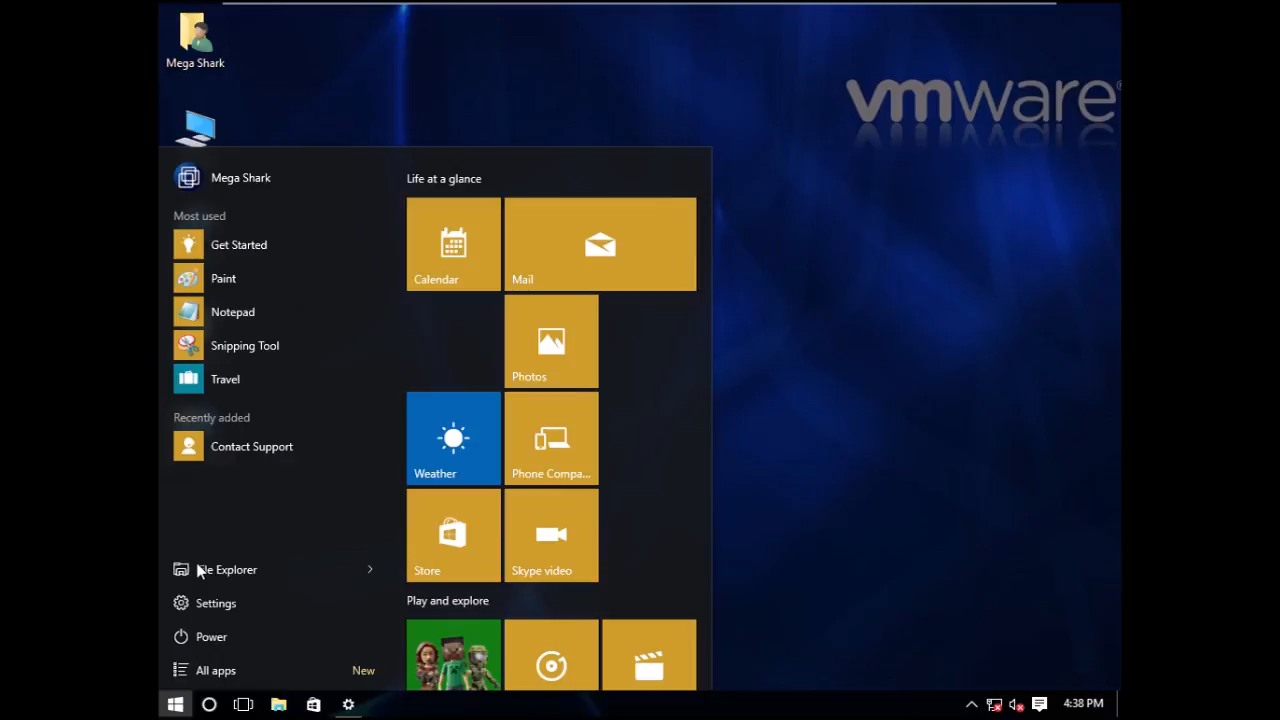 Mega Shark
vmware®
Mega Shark
Most used
Get Started
Paint
Notepad
Snipping Tool
Travel
Recently added
Contact Support
File Explorer
Settings
Power
All apps
New
Life at a glance
Calendar
Mail
Photos
Weather
Phone Compa...
Store
Skype video
Play and explore
4:38 PM